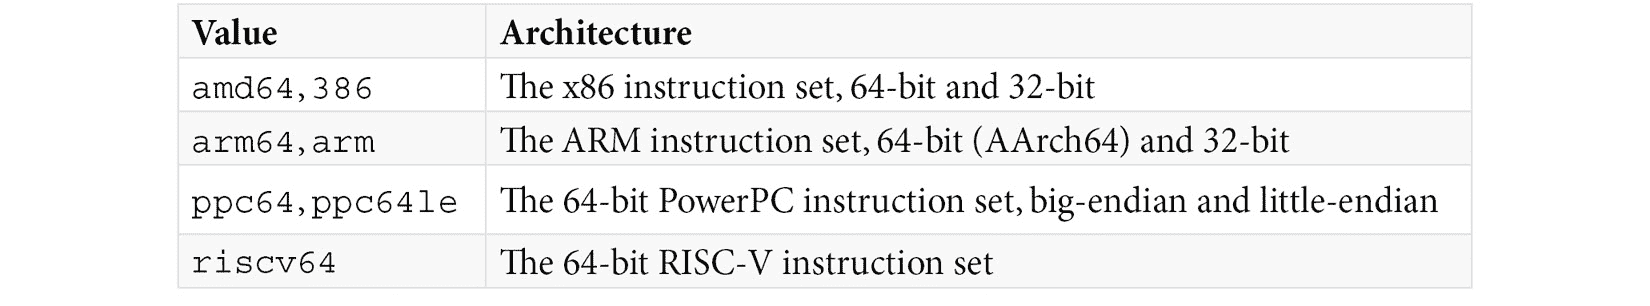 Value Architecture
amd64,386 The x86 instruction set, 64-bit and 32-bit
arm64,arm The ARM instruction set, 64-bit (AArch64) and 32-bit
ppc64,ppc64le The 64-bit PowerPC instruction set, big-endian and little-endian
riscv64 The 64-bit RISC-V instruction set